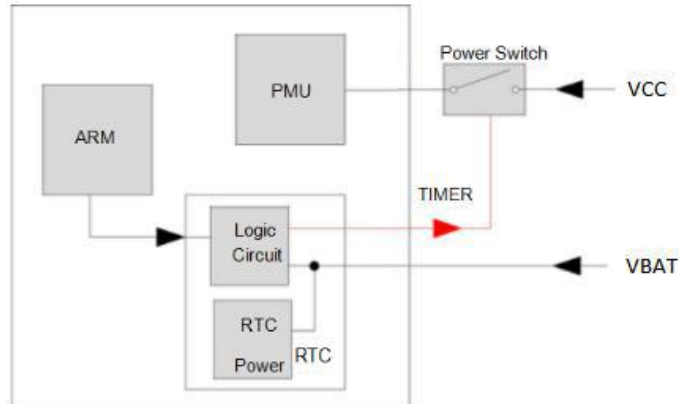 Power Switch
PMU
VCC
ARM
TIMER
Logic
Circuit
VBAT
RTC
Power
RTC